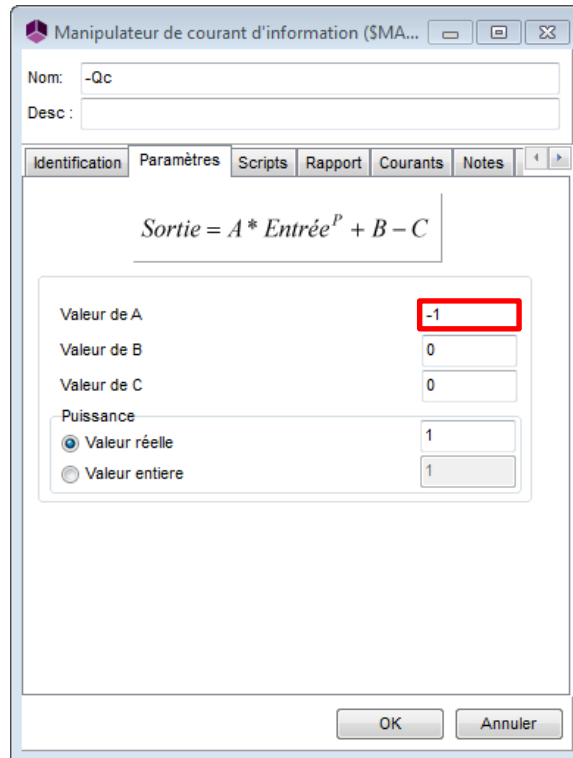 Manipulateur de courant d'information ($MA...
Nom: -Qc
Desc :
Identification Paramètres Scripts Rapport Courants Notes
Sortie = A * Entrée^P + B − C
Valeur de A -1
Valeur de B 0
Valeur de C 0
Puissance
Valeur réelle 1
Valeur entiere 1
OK Annuler